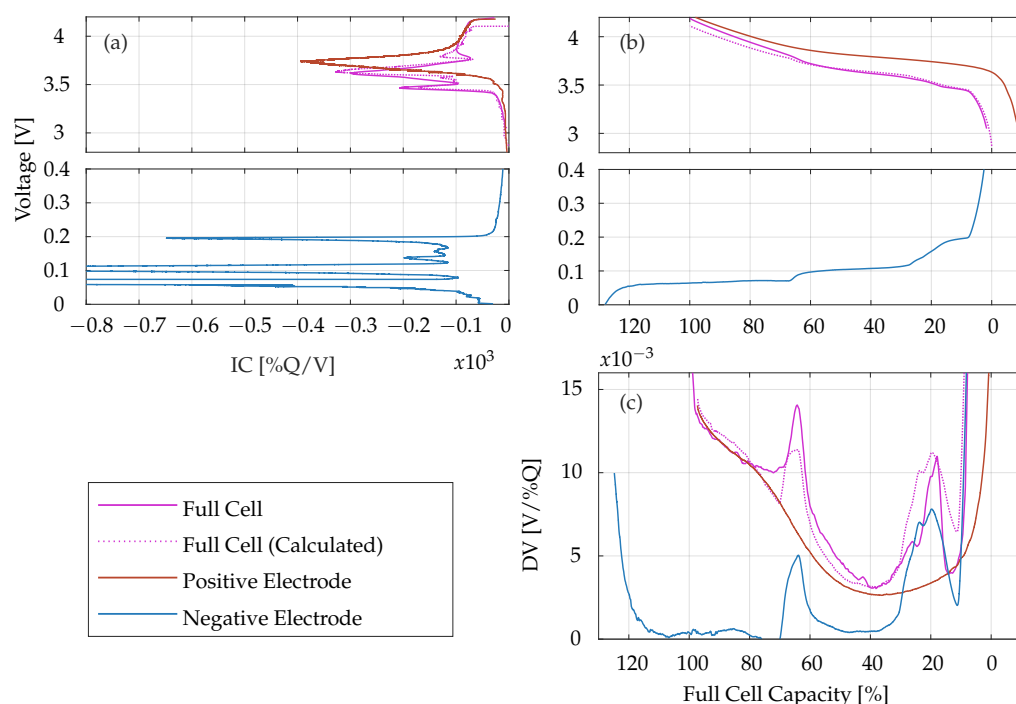 (a)
4
3.5
3
Voltage [V]
0.4
0.3
0.2
0.1
0
−0.8 −0.7 −0.6 −0.5 −0.4 −0.3 −0.2 −0.1 0
IC [%Q/V]
x10³
(b)
4
3.5
3
0.4
0.3
0.2
0.1
0
120 100 80 60 40 20 0
x10⁻³
(c)
15
10
5
0
DV [V/%Q]
120 100 80 60 40 20 0
Full Cell Capacity [%]
Full Cell
Full Cell (Calculated)
Positive Electrode
Negative Electrode